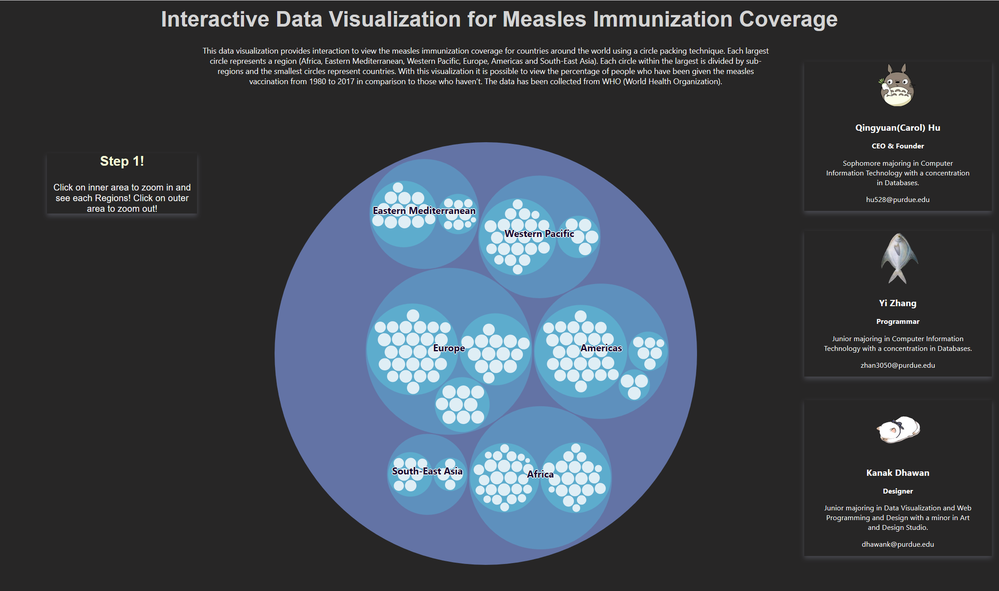 Interactive Data Visualization for Measles Immunization Coverage
This data visualization provides interaction to view the measles immunization coverage for countries around the world using a circle packing technique. Each largest
circle represents a region (Africa, Eastern Mediterranean, Western Pacific, Europe, Americas and South-East Asia). Each circle within the largest is divided by sub-
regions and the smallest circles represent countries. With this visualization it is possible to view the percentage of people who have been given the measles
vaccination from 1980 to 2017 in comparison to those who haven't. The data has been collected from WHO (World Health Organization).
Step 1!
Click on inner area to zoom in and
see each Regions! Click on outer
area to zoom out!
Eastern Mediterranean
Western Pacific
Europe
Americas
South-East Asia
Africa
Qingyuan(Carol) Hu
CEO & Founder
Sophomore majoring in Computer
Information Technology with a concentration
in Databases.
hu528@purdue.edu
Yi Zhang
Programmar
Junior majoring in Computer Information
Technology with a concentration in Databases.
zhan3050@purdue.edu
Kanak Dhawan
Designer
Junior majoring in Data Visualization and Web
Programming and Design with a minor in Art
and Design Studio.
dhawank@purdue.edu